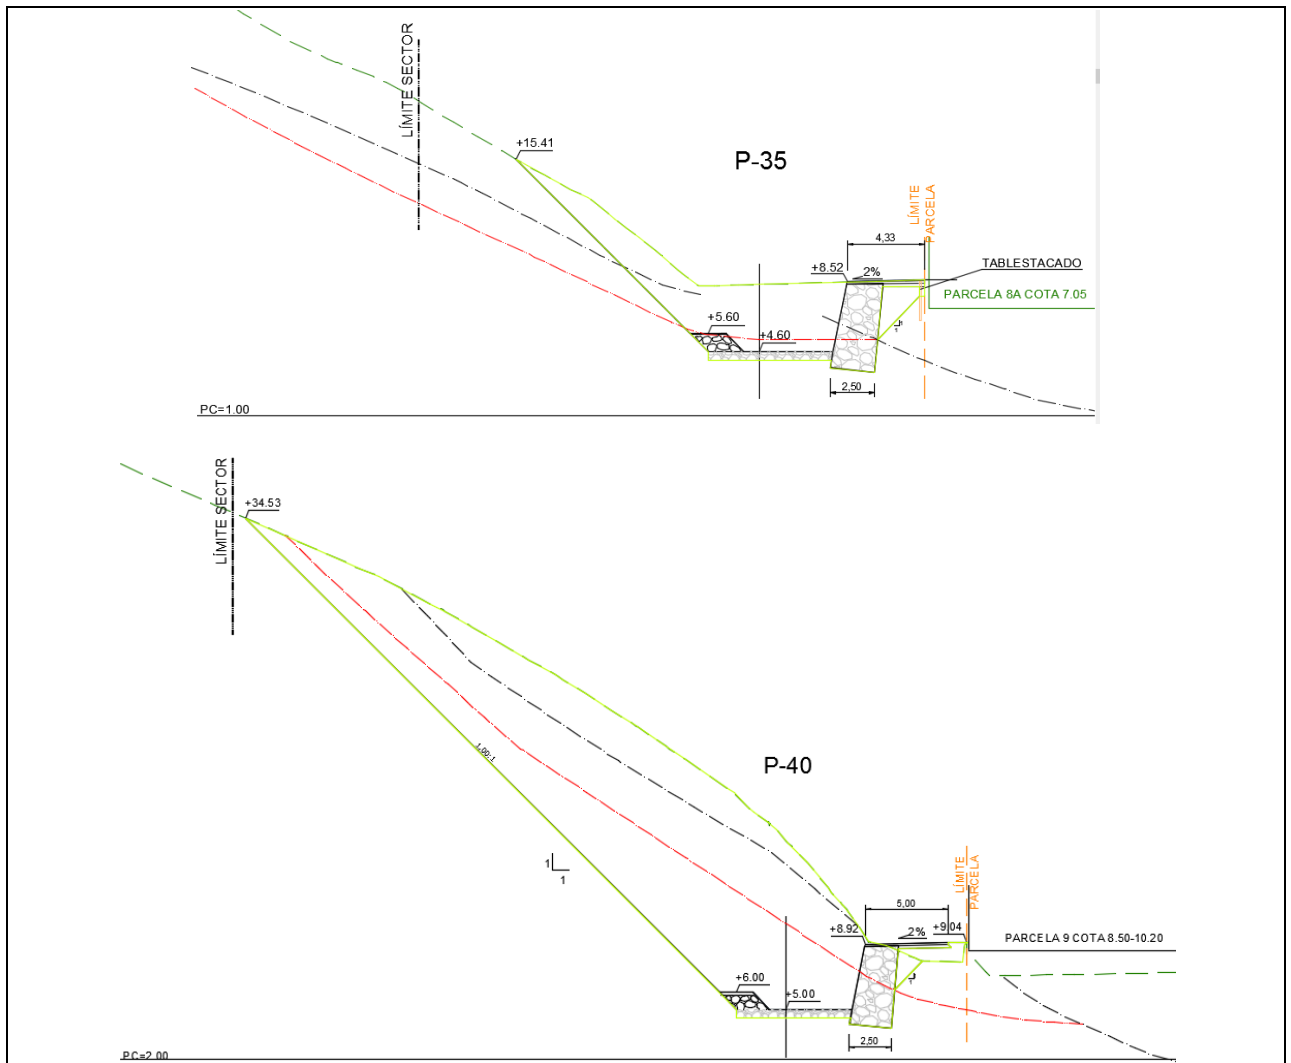 LÍMITE SECTOR
+15.41
P-35
LÍMITE
PARCELA
4,33
+8.52
2%
TABLESTACADO
PARCELA 8A COTA 7.05
+5.60
+4.60
2,50
PC=1.00
LÍMITE SECTOR
+34.53
1,00:1
P-40
1
1
LÍMITE
PARCELA
5,00
+8.92
2%
+9.04
PARCELA 9 COTA 8.50-10.20
+6.00
+5.00
2,50
PC=2.00